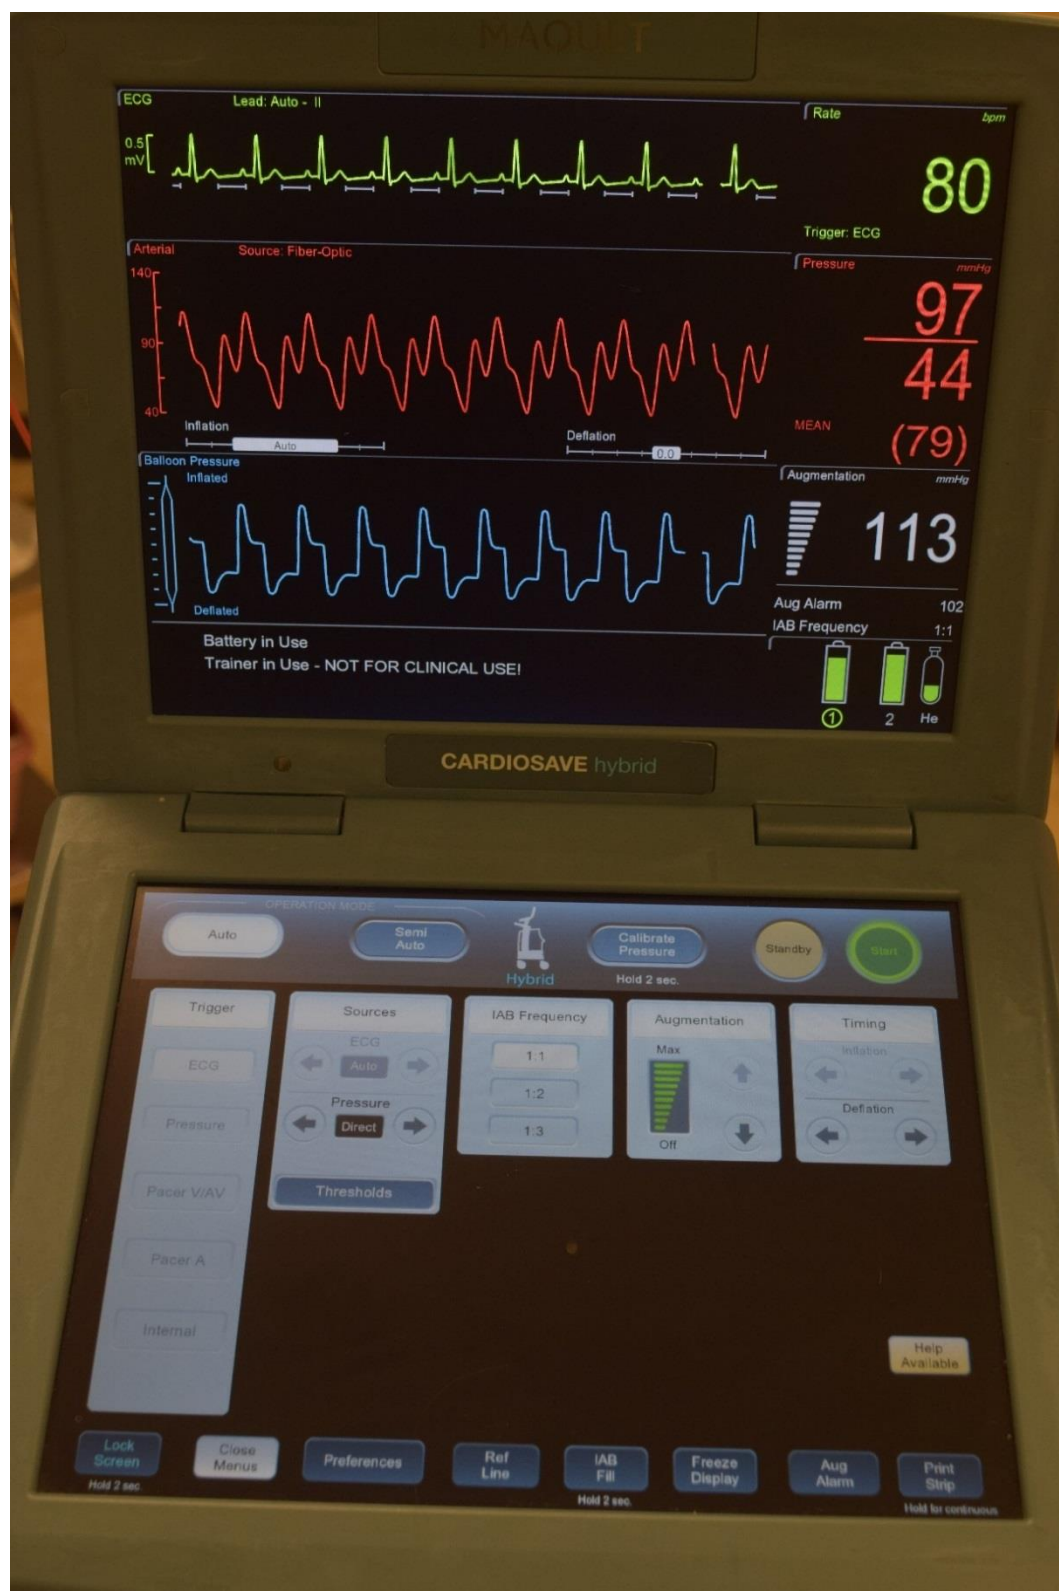 MAQUET
ECG Lead: Auto - II
Rate bpm
0.5
mV
80
Trigger: ECG
Arterial Source: Fiber-Optic
Pressure mmHg
140
90
40
97
44
MEAN (79)
Inflation
Auto
Deflation
0.0
Balloon Pressure
Inflated
Deflated
Augmentation mmHg
113
Aug Alarm 102
IAB Frequency 1:1
Battery in Use
Trainer in Use - NOT FOR CLINICAL USE!
1 2 He
CARDIOSAVE hybrid
OPERATION MODE
Auto
Semi
Auto
Hybrid
Calibrate
Pressure
Hold 2 sec.
Standby
Start
Trigger
ECG
Pressure
Pacer V/AV
Pacer A
Internal
Sources
ECG
Auto
Pressure
Direct
Thresholds
IAB Frequency
1:1
1:2
1:3
Augmentation
Max
Off
Timing
Inflation
Deflation
Help
Available
Lock
Screen
Hold 2 sec.
Close
Menus
Preferences
Ref
Line
IAB
Fill
Hold 2 sec.
Freeze
Display
Aug
Alarm
Print
Strip
Hold for continuous